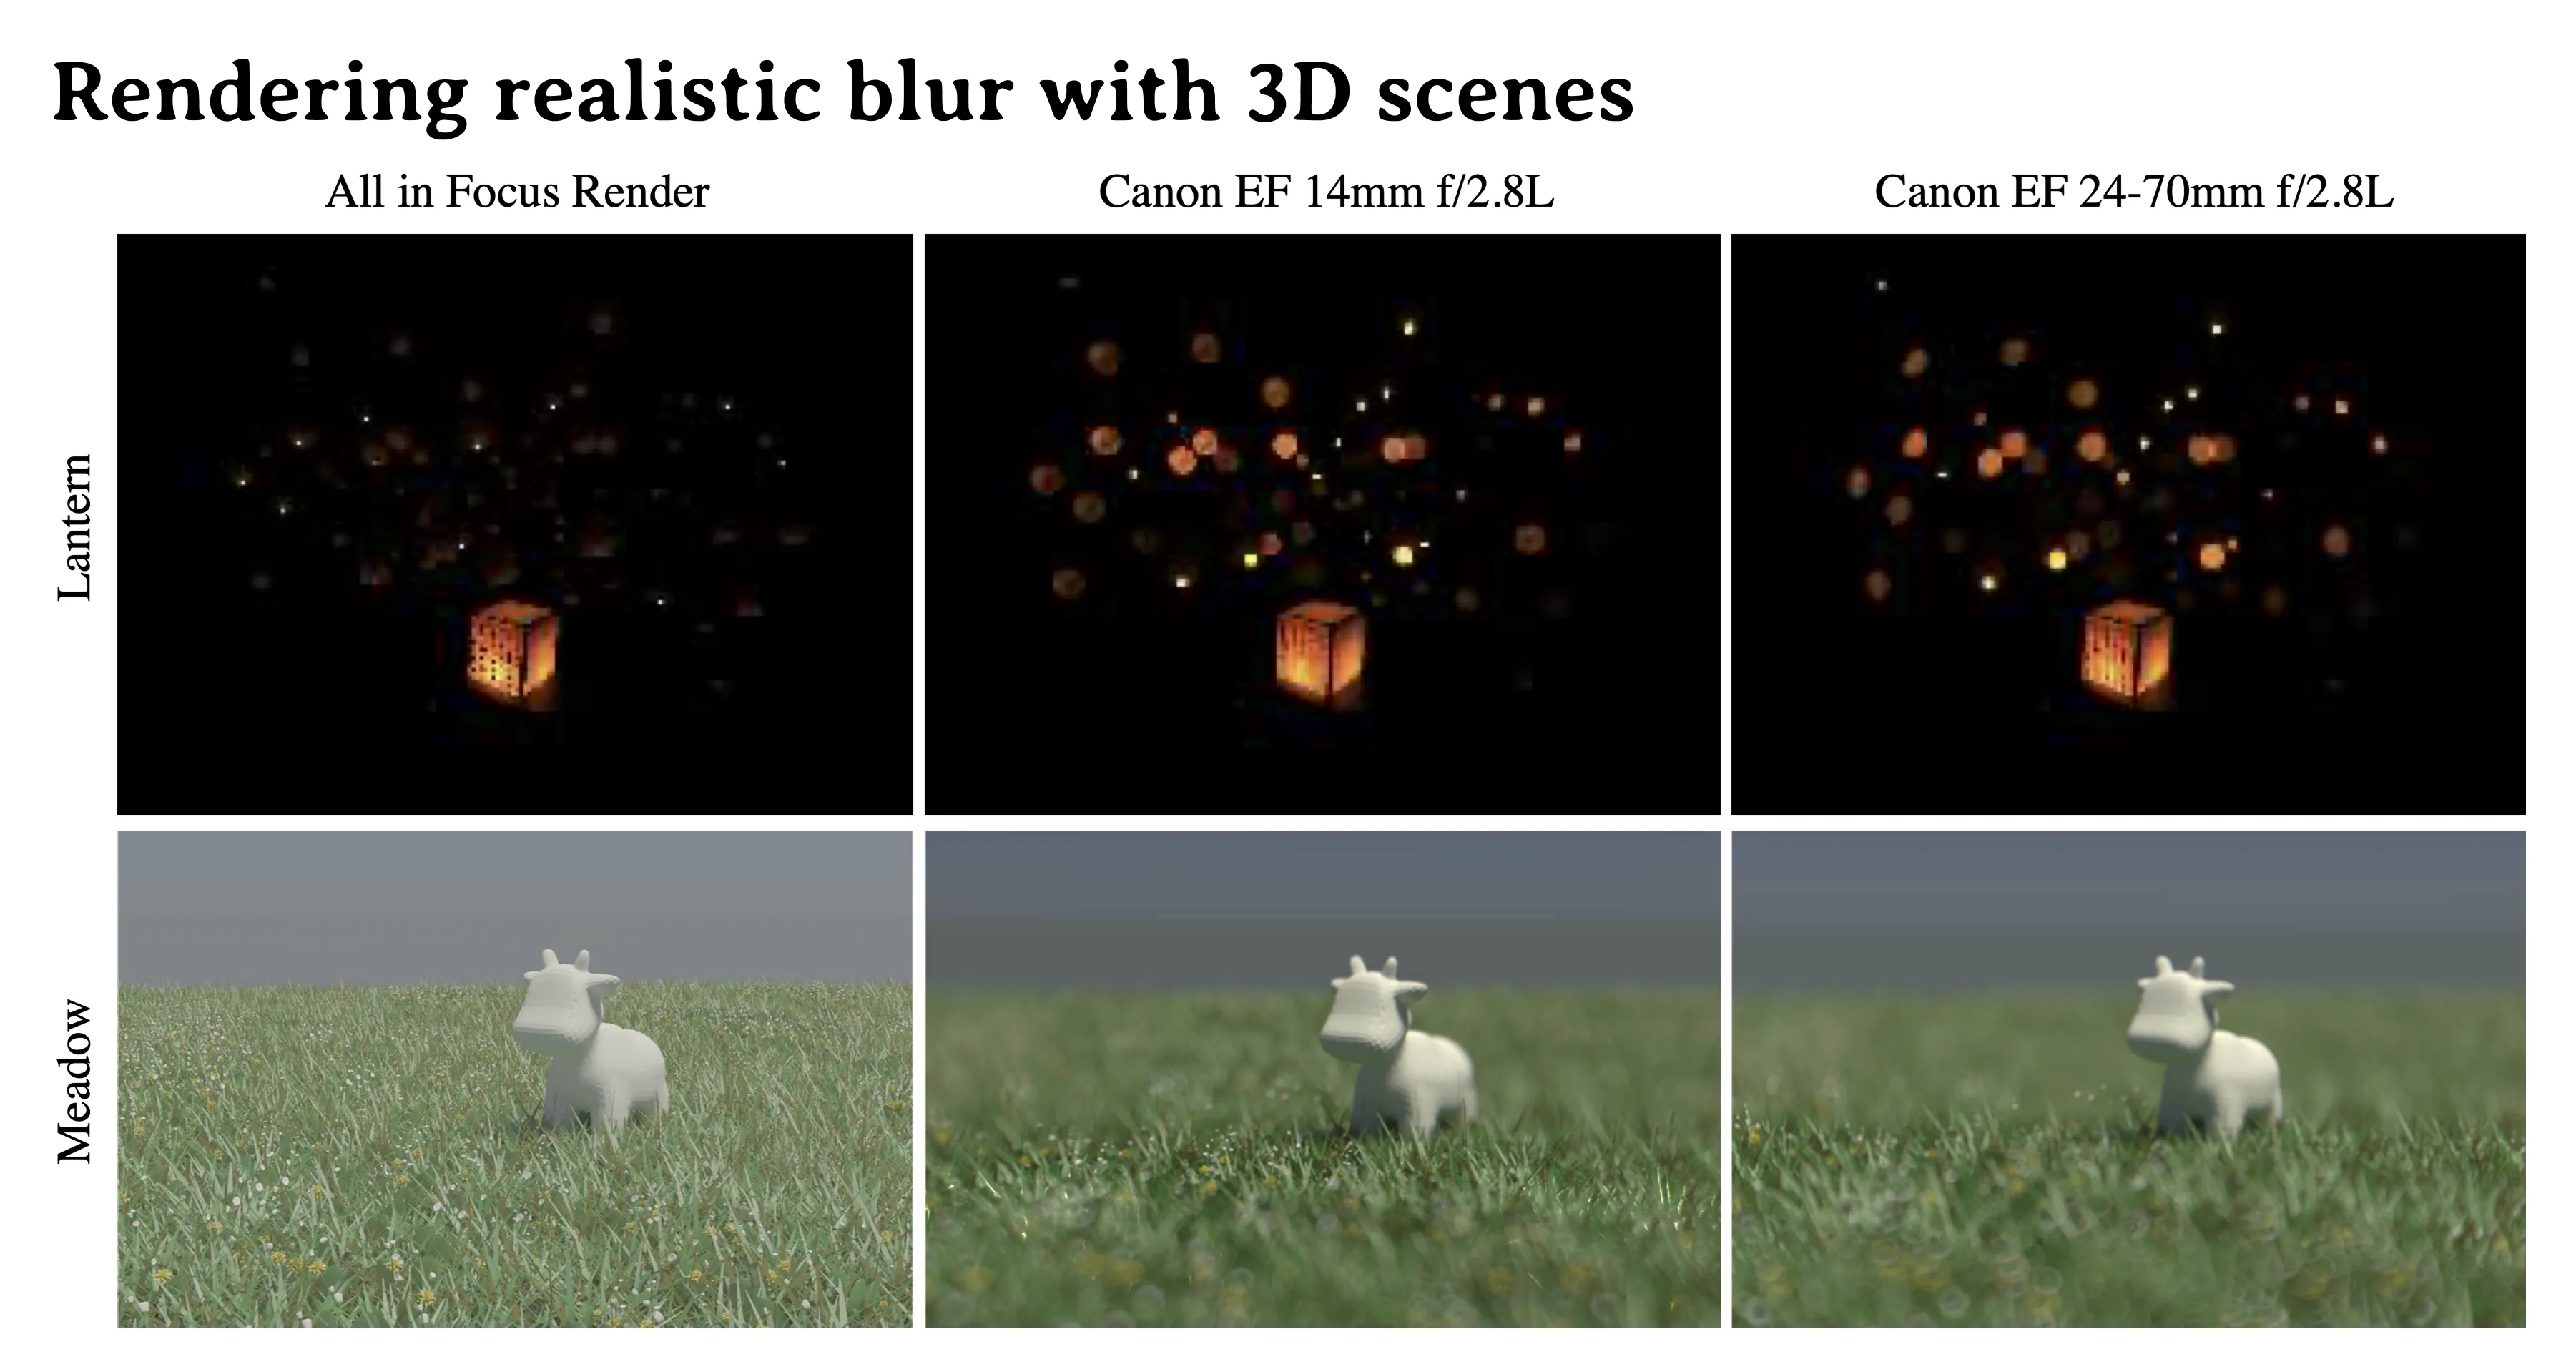 Rendering realistic blur with 3D scenes
All in Focus Render
Canon EF 14mm f/2.8L
Canon EF 24-70mm f/2.8L
Lantern
Meadow